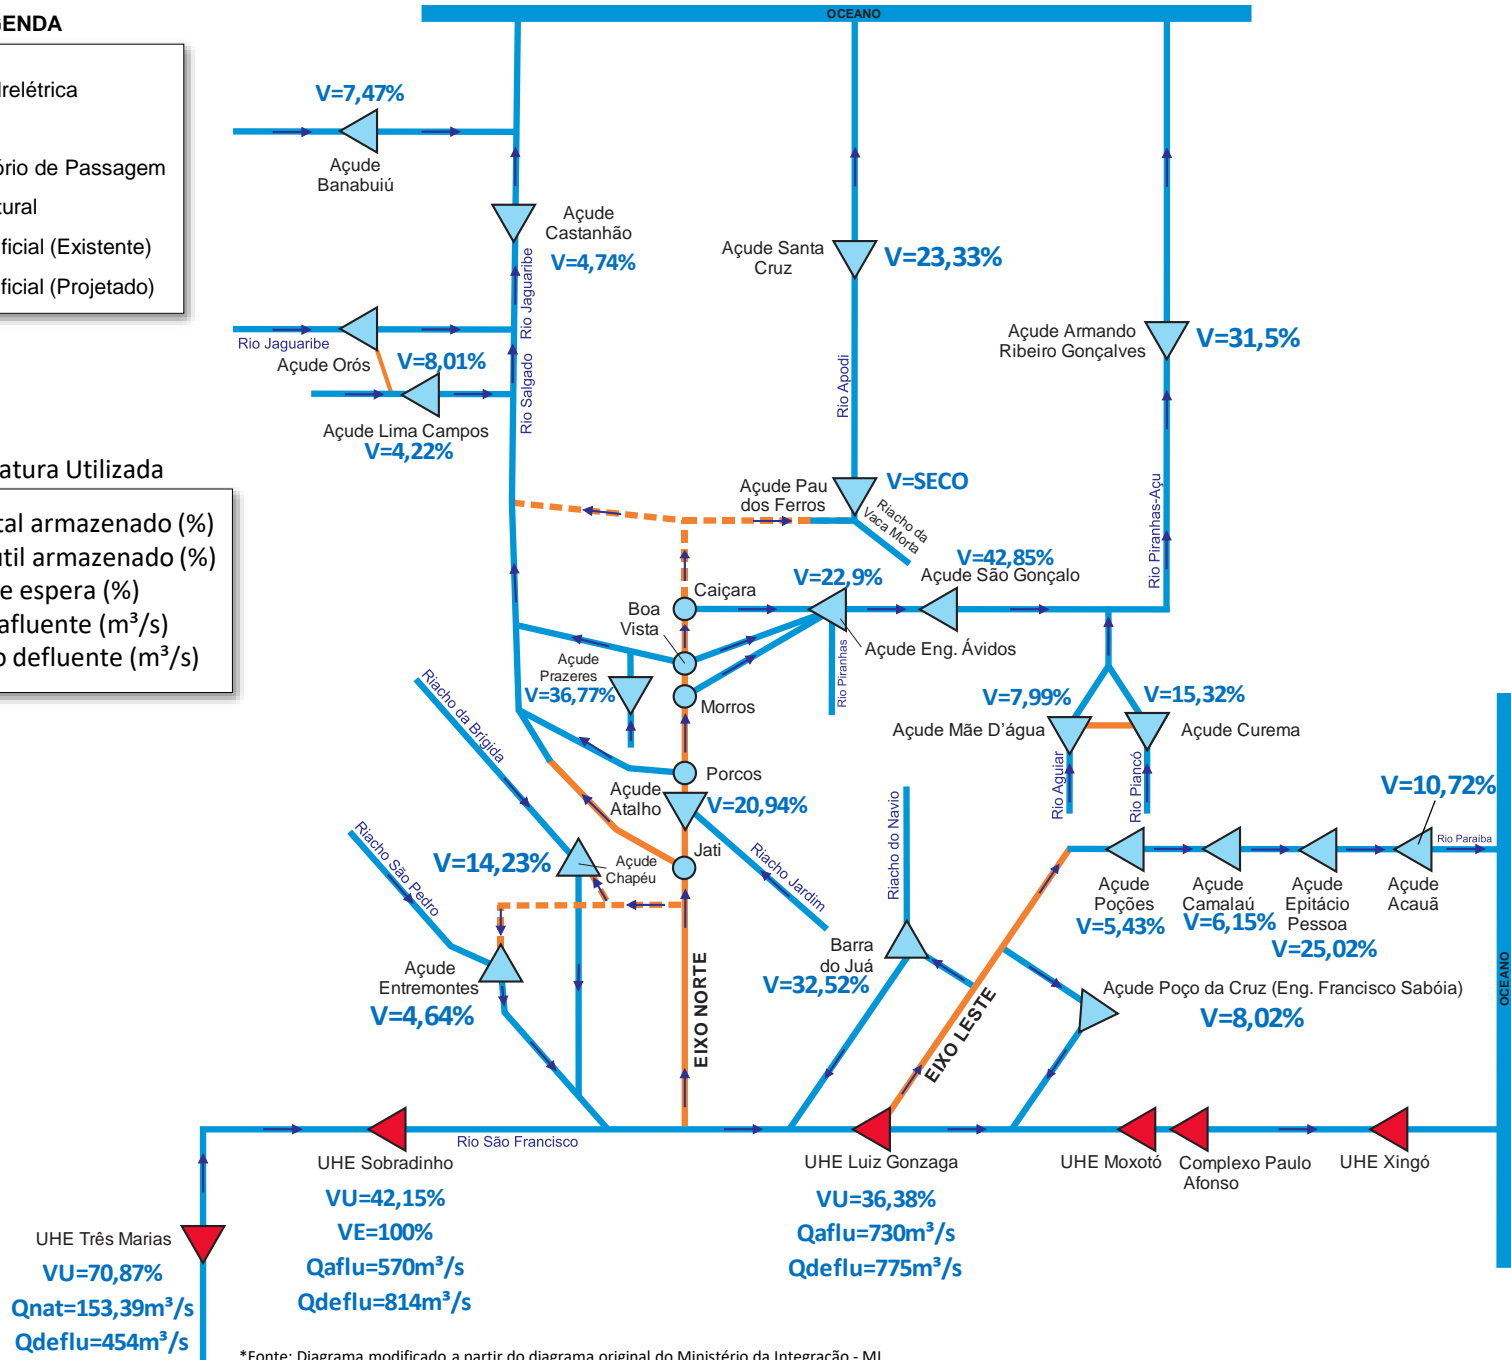 OCEANO
GENDA
drelétrica
ório de Passagem
tural
ificial (Existente)
ificial (Projetado)
V=7,47%
Açude
Banabuiú
Açude
Castanhão
V=4,74%
Rio Jaguaribe
Açude Santa
Cruz
V=23,33%
Açude Armando
Ribeiro Gonçalves
V=31,5%
Rio Jaguaribe
Açude Orós
V=8,01%
Rio Salgado
Açude Lima Campos
V=4,22%
Rio Apodi
Rio Piranhas-Açu
atura Utilizada
tal armazenado (%)
útil armazenado (%)
e espera (%)
afluente (m³/s)
o defluente (m³/s)
Açude Pau
dos Ferros
V=SECO
Riacho da
Vaca Morta
V=42,85%
Açude São Gonçalo
V=22,9%
Caiçara
Boa
Vista
Açude Eng. Ávidos
Rio Piranhas
Açude
Prazeres
V=36,77%
Morros
V=7,99%
Açude Mãe D'água
V=15,32%
Açude Curema
Rio Aguiar
Rio Piancó
Riacho da Brigida
Porcos
Açude
Atalho
V=20,94%
Jati
Riacho Jardim
Riacho São Pedro
V=14,23%
Açude
Chapéu
Riacho do Navio
V=10,72%
Rio Paraiba
Açude
Poções
V=5,43%
Açude
Camalaú
V=6,15%
Açude
Epitácio
Pessoa
V=25,02%
Açude
Acauã
OCEANO
Açude
Entremontes
V=4,64%
EIXO NORTE
Barra
do Juá
V=32,52%
EIXO LESTE
Açude Poço da Cruz (Eng. Francisco Sabóia)
V=8,02%
Rio São Francisco
UHE Sobradinho
VU=42,15%
VE=100%
Qaflu=570m³/s
Qdeflu=814m³/s
UHE Luiz Gonzaga
VU=36,38%
Qaflu=730m³/s
Qdeflu=775m³/s
UHE Moxotó
Complexo Paulo
Afonso
UHE Xingó
UHE Três Marias
VU=70,87%
Qnat=153,39m³/s
Qdeflu=454m³/s
*Fonte: Diagrama modificado a partir do diagrama original do Ministério da Integração - MI